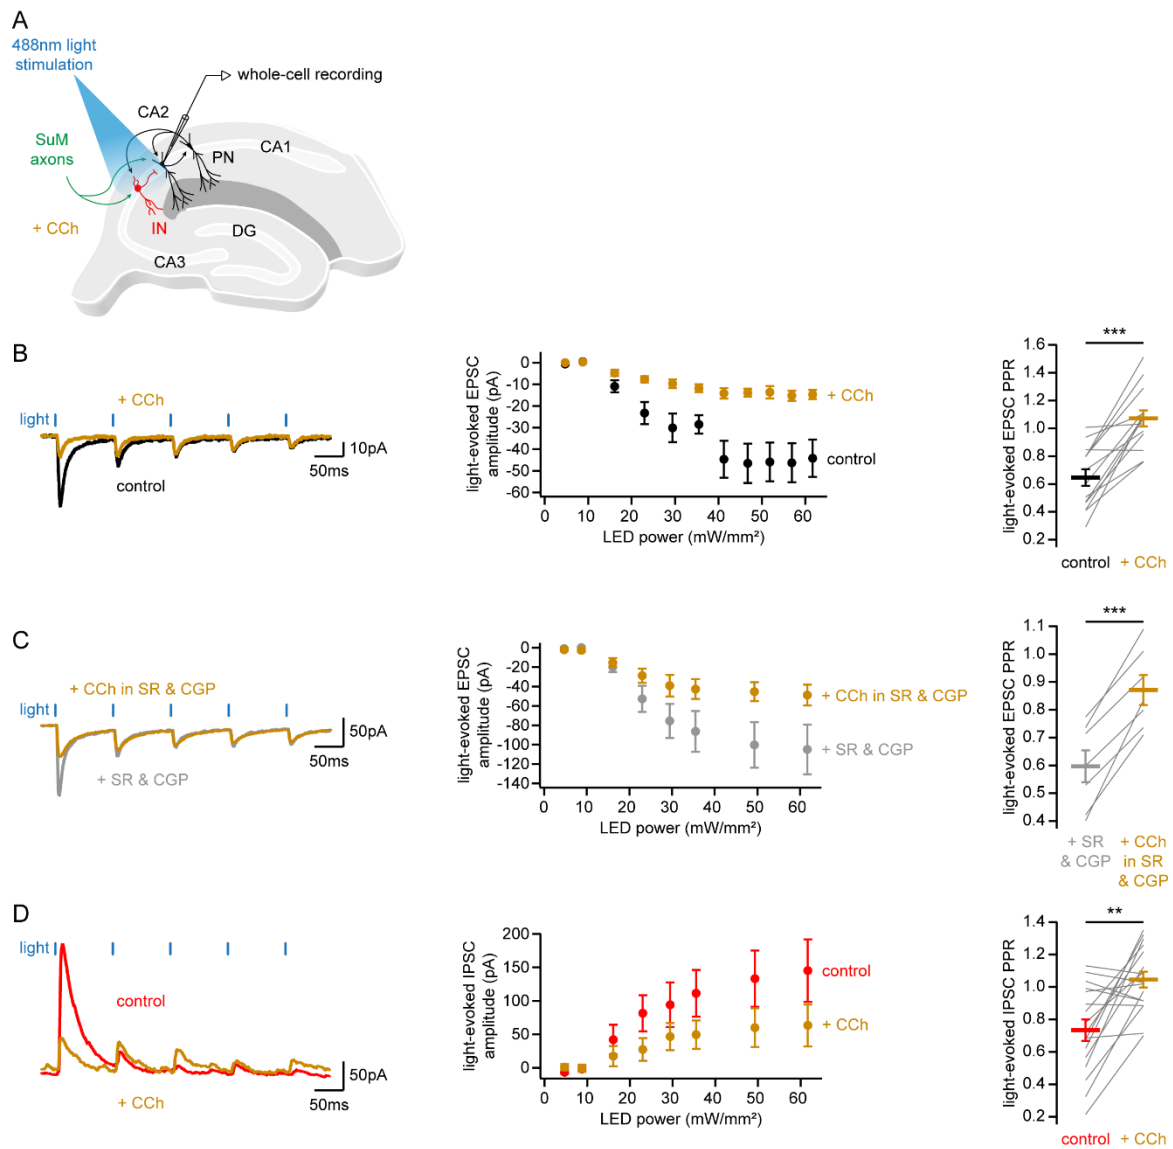 A
488nm light
stimulation
whole-cell recording
CA2
SuM
axons
PN
CA1
+ CCh
IN
DG
CA3
B
+ CCh
light
10pA
50ms
control
light-evoked EPSC
amplitude (pA)
0
-10
-20
-30
-40
-50
-60
+ CCh
control
0 10 20 30 40 50 60
LED power (mW/mm²)
light-evoked EPSC PPR
***
1.6
1.4
1.2
1.0
0.8
0.6
0.4
0.2
control + CCh
C
+ CCh in SR & CGP
light
50pA
50ms
+ SR & CGP
light-evoked EPSC
amplitude (pA)
0
-20
-40
-60
-80
-100
-120
-140
+ CCh in SR & CGP
+ SR & CGP
0 10 20 30 40 50 60
LED power (mW/mm²)
light-evoked EPSC PPR
***
1.1
1.0
0.9
0.8
0.7
0.6
0.5
0.4
+ SR
& CGP
+ CCh
in SR
& CGP
D
light
control
50pA
50ms
+ CCh
light-evoked IPSC
amplitude (pA)
200
150
100
50
0
control
+ CCh
0 10 20 30 40 50 60
LED power (mW/mm²)
light-evoked IPSC PPR
**
1.4
1.2
1.0
0.8
0.6
0.4
0.2
control + CCh